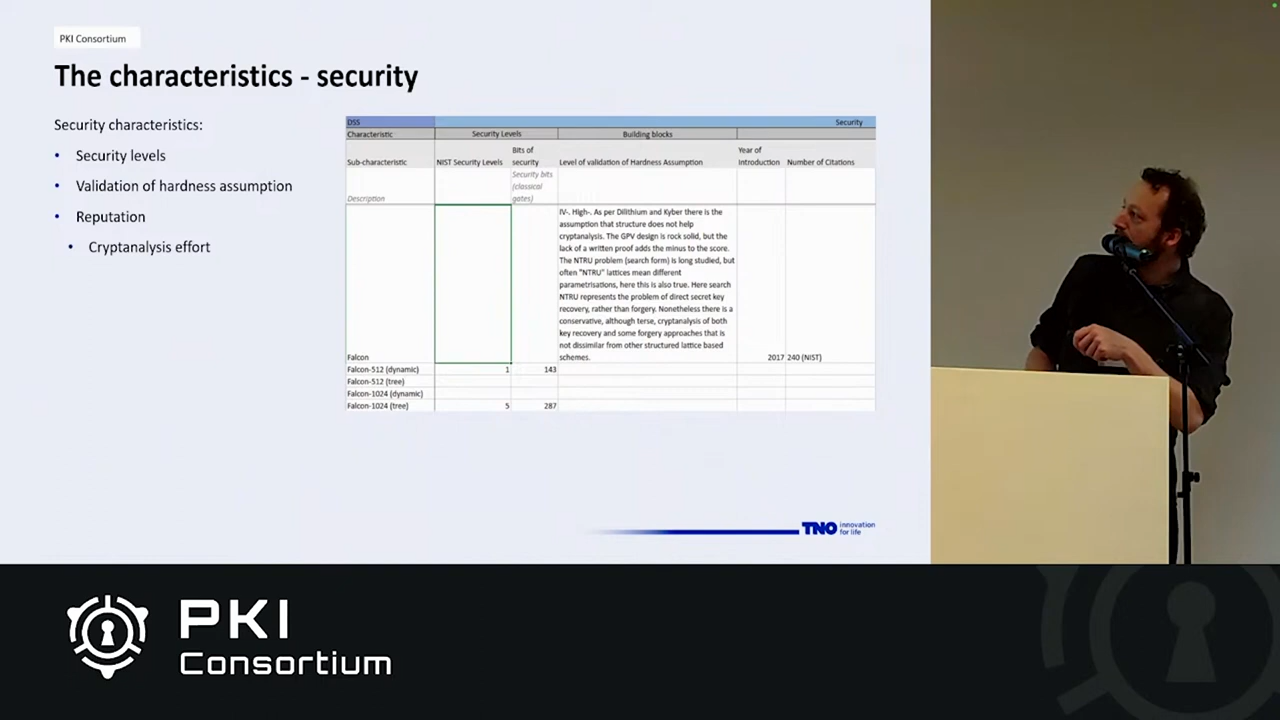 PKI Consortium
The characteristics - security
Security characteristics:
• Security levels
• Validation of hardness assumption
• Reputation
• Cryptanalysis effort
DSS Security
Characteristic Security Levels Building blocks
Sub-characteristic NIST Security Levels Bits of security Level of validation of Hardness Assumption Year of Introduction Number of Citations
Description Security bits (classical gates)
IV-. High-. As per Dilithium and Kyber there is the
assumption that structure does not help
cryptanalysis. The GPV design is rock solid, but the
lack of a written proof adds the minus to the score.
The NTRU problem (search form) is long studied, but
often "NTRU" lattices mean different
parametrisations, here this is also true. Here search
NTRU represents the problem of direct secret key
recovery, rather than forgery. Nonetheless there is a
conservative, although terse, cryptanalysis of both
key recovery and some forgery approaches that is
not dissimilar from other structured lattice based
schemes.
Falcon 2017 240 (NIST)
Falcon-512 (dynamic) 1 143
Falcon-512 (tree)
Falcon-1024 (dynamic)
Falcon-1024 (tree) 5 287
TNO innovation
for life
PKI
Consortium